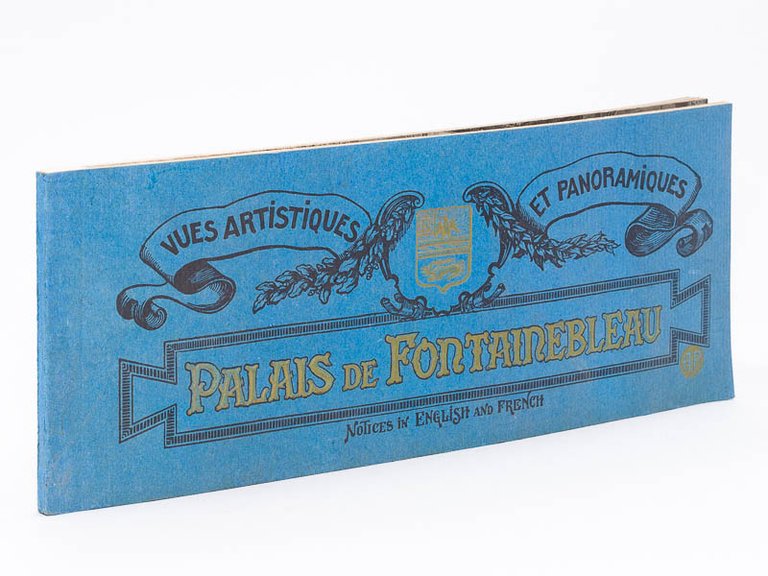 VUES ARTISTIQUES
ET PANORAMIQUES
PALAIS DE FONTAINEBLEAU
NOTICES IN ENGLISH AND FRENCH